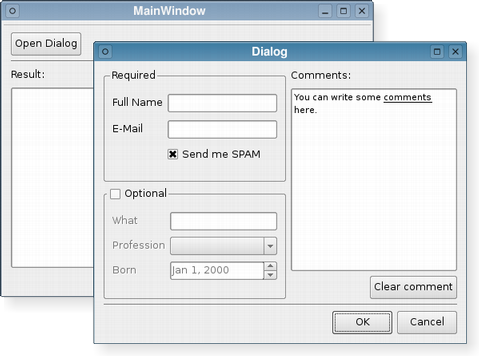 MainWindow
Open Dialog
Result:
Dialog
Required
Full Name
E-Mail
Send me SPAM
Optional
What
Profession
Born
Jan 1, 2000
Comments:
You can write some comments
here.
Clear comment
OK
Cancel